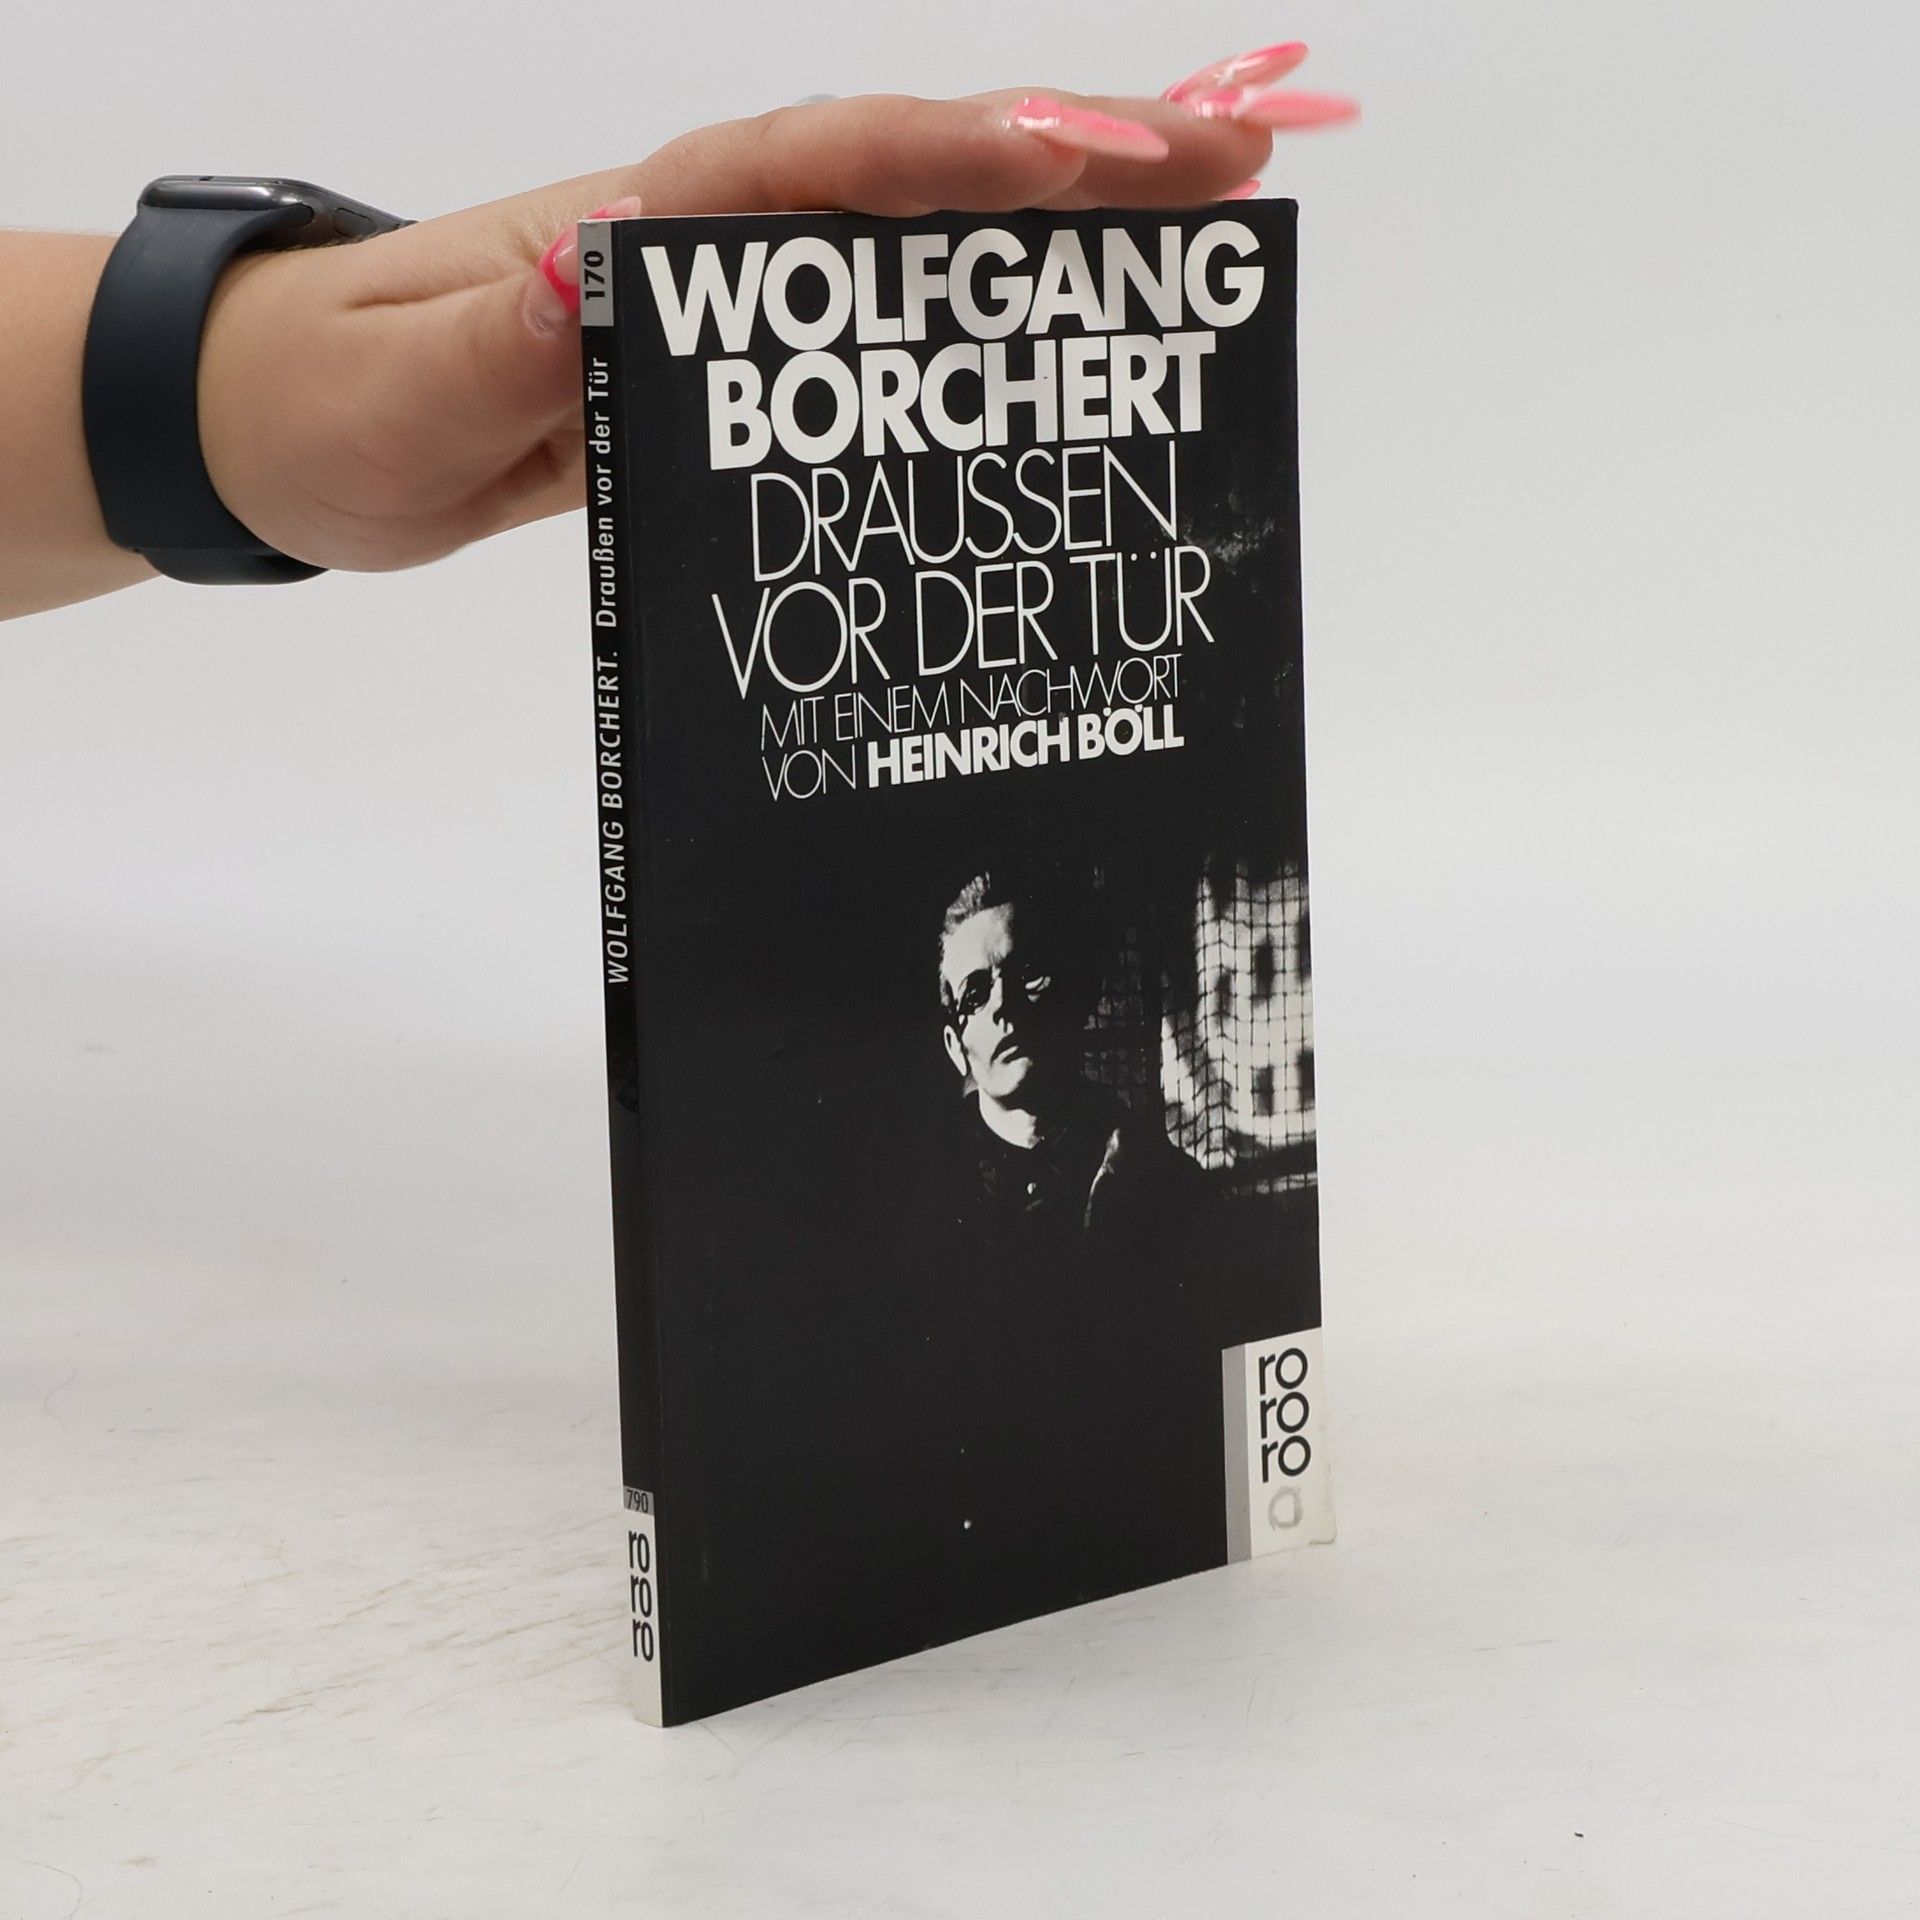 WOLFGANG
BORCHERT
DRAUSSEN
VOR DER TÜR
MIT EINEM NACHWORT
VON HEINRICH BÖLL
ro
ro
ro
a
170
WOLFGANG BORCHERT. Draußen vor der Tür
790
ro
ro
ro